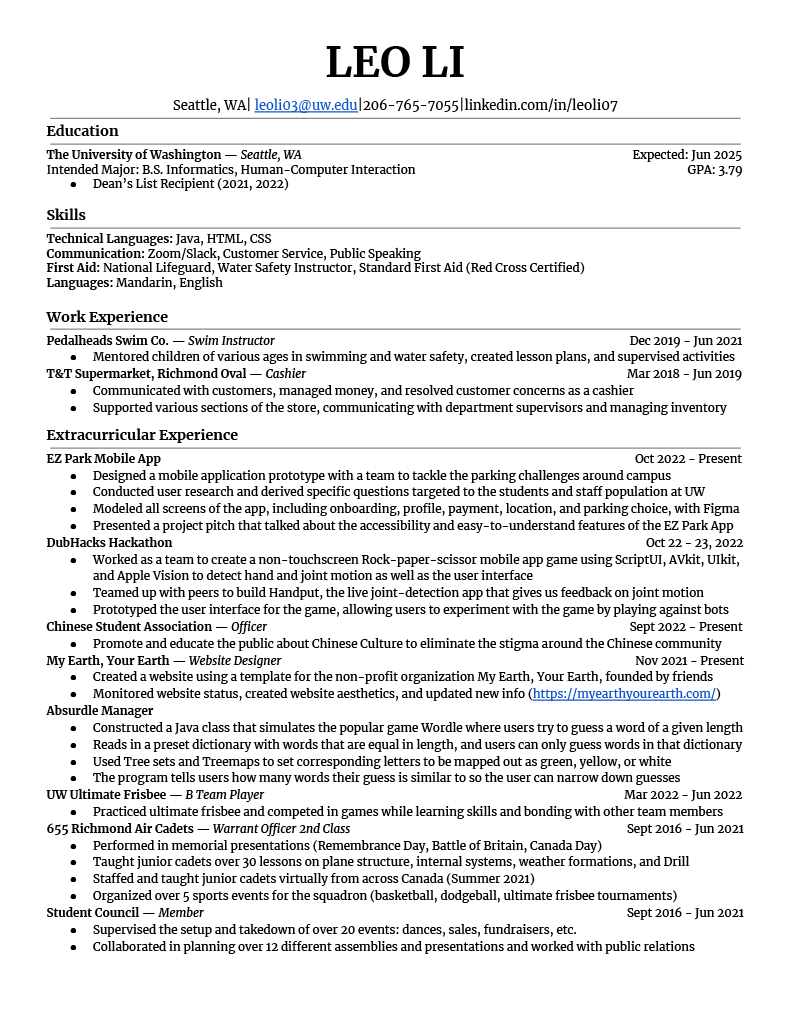 LEO LI
Seattle, WA| leoli03@uw.edu|206-765-7055|linkedin.com/in/leoli07
Education
The University of Washington — Seattle, WA Expected: Jun 2025
Intended Major: B.S. Informatics, Human-Computer Interaction GPA: 3.79
● Dean's List Recipient (2021, 2022)
Skills
Technical Languages: Java, HTML, CSS
Communication: Zoom/Slack, Customer Service, Public Speaking
First Aid: National Lifeguard, Water Safety Instructor, Standard First Aid (Red Cross Certified)
Languages: Mandarin, English
Work Experience
Pedalheads Swim Co. — Swim Instructor Dec 2019 - Jun 2021
● Mentored children of various ages in swimming and water safety, created lesson plans, and supervised activities
T&T Supermarket, Richmond Oval — Cashier Mar 2018 - Jun 2019
● Communicated with customers, managed money, and resolved customer concerns as a cashier
● Supported various sections of the store, communicating with department supervisors and managing inventory
Extracurricular Experience
EZ Park Mobile App Oct 2022 - Present
● Designed a mobile application prototype with a team to tackle the parking challenges around campus
● Conducted user research and derived specific questions targeted to the students and staff population at UW
● Modeled all screens of the app, including onboarding, profile, payment, location, and parking choice, with Figma
● Presented a project pitch that talked about the accessibility and easy-to-understand features of the EZ Park App
DubHacks Hackathon Oct 22 - 23, 2022
● Worked as a team to create a non-touchscreen Rock-paper-scissor mobile app game using ScriptUI, AVkit, UIkit,
and Apple Vision to detect hand and joint motion as well as the user interface
● Teamed up with peers to build Handput, the live joint-detection app that gives us feedback on joint motion
● Prototyped the user interface for the game, allowing users to experiment with the game by playing against bots
Chinese Student Association — Officer Sept 2022 - Present
● Promote and educate the public about Chinese Culture to eliminate the stigma around the Chinese community
My Earth, Your Earth — Website Designer Nov 2021 - Present
● Created a website using a template for the non-profit organization My Earth, Your Earth, founded by friends
● Monitored website status, created website aesthetics, and updated new info (https://myearthyourearth.com/)
Absurdle Manager
● Constructed a Java class that simulates the popular game Wordle where users try to guess a word of a given length
● Reads in a preset dictionary with words that are equal in length, and users can only guess words in that dictionary
● Used Tree sets and Treemaps to set corresponding letters to be mapped out as green, yellow, or white
● The program tells users how many words their guess is similar to so the user can narrow down guesses
UW Ultimate Frisbee — B Team Player Mar 2022 - Jun 2022
● Practiced ultimate frisbee and competed in games while learning skills and bonding with other team members
655 Richmond Air Cadets — Warrant Officer 2nd Class Sept 2016 - Jun 2021
● Performed in memorial presentations (Remembrance Day, Battle of Britain, Canada Day)
● Taught junior cadets over 30 lessons on plane structure, internal systems, weather formations, and Drill
● Staffed and taught junior cadets virtually from across Canada (Summer 2021)
● Organized over 5 sports events for the squadron (basketball, dodgeball, ultimate frisbee tournaments)
Student Council — Member Sept 2016 - Jun 2021
● Supervised the setup and takedown of over 20 events: dances, sales, fundraisers, etc.
● Collaborated in planning over 12 different assemblies and presentations and worked with public relations